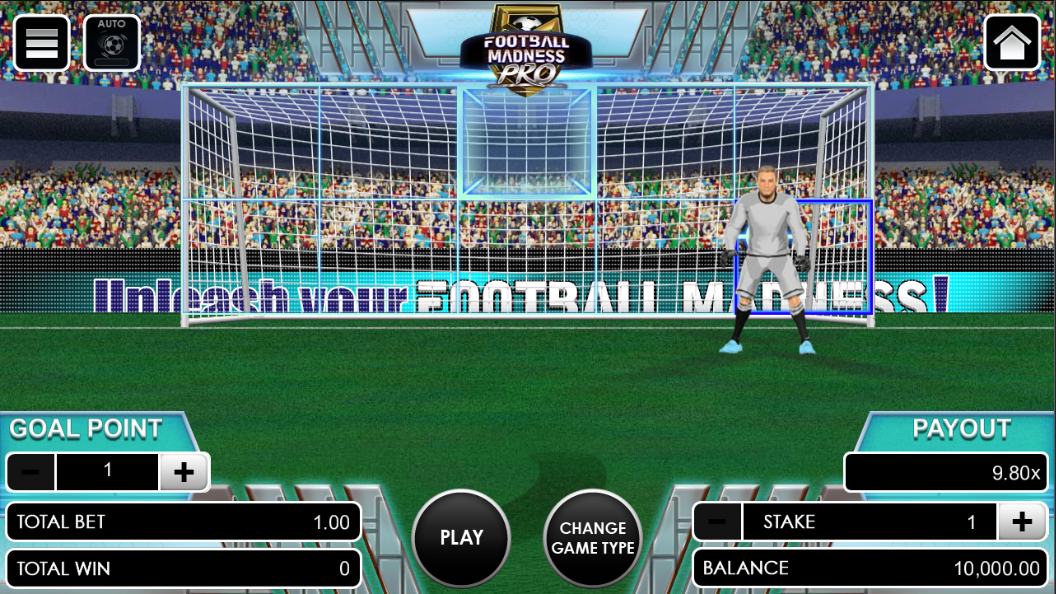 AUTO
FOOTBALL
MADNESS
PRO
Unleash your FOOTBALL MADNESS!
GOAL POINT
1
PAYOUT
9.80x
TOTAL BET 1.00
TOTAL WIN 0
PLAY
CHANGE
GAME TYPE
STAKE 1
BALANCE 10,000.00